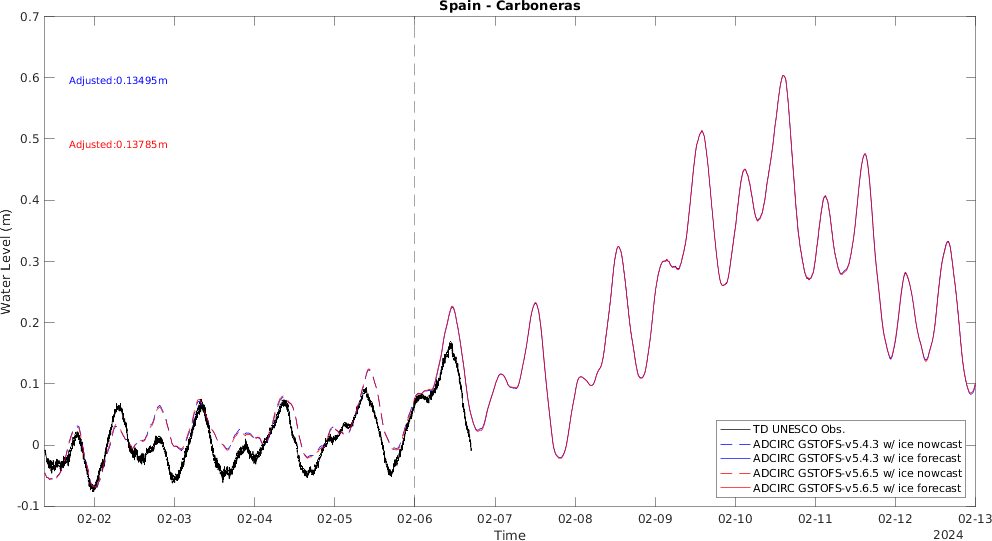 Spain - Carboneras
0.7
0.6
0.5
0.4
0.3
0.2
0.1
0
-0.1
Water Level (m)
Adjusted:0.13495m
Adjusted:0.13785m
TD UNESCO Obs.
ADCIRC GSTOFS-v5.4.3 w/ ice nowcast
ADCIRC GSTOFS-v5.4.3 w/ ice forecast
ADCIRC GSTOFS-v5.6.5 w/ ice nowcast
ADCIRC GSTOFS-v5.6.5 w/ ice forecast
02-02 02-03 02-04 02-05 02-06 02-07 02-08 02-09 02-10 02-11 02-12 02-13
Time
2024